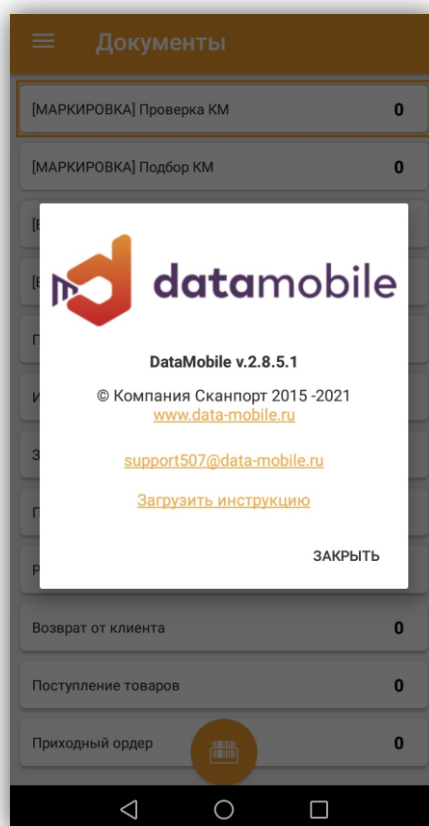 Документы
[МАРКИРОВКА] Проверка КМ 0
[МАРКИРОВКА] Подбор КМ 0
datamobile
DataMobile v.2.8.5.1
© Компания Сканпорт 2015 -2021
www.data-mobile.ru
support507@data-mobile.ru
Загрузить инструкцию
ЗАКРЫТЬ
Возврат от клиента 0
Поступление товаров 0
Приходный ордер 0